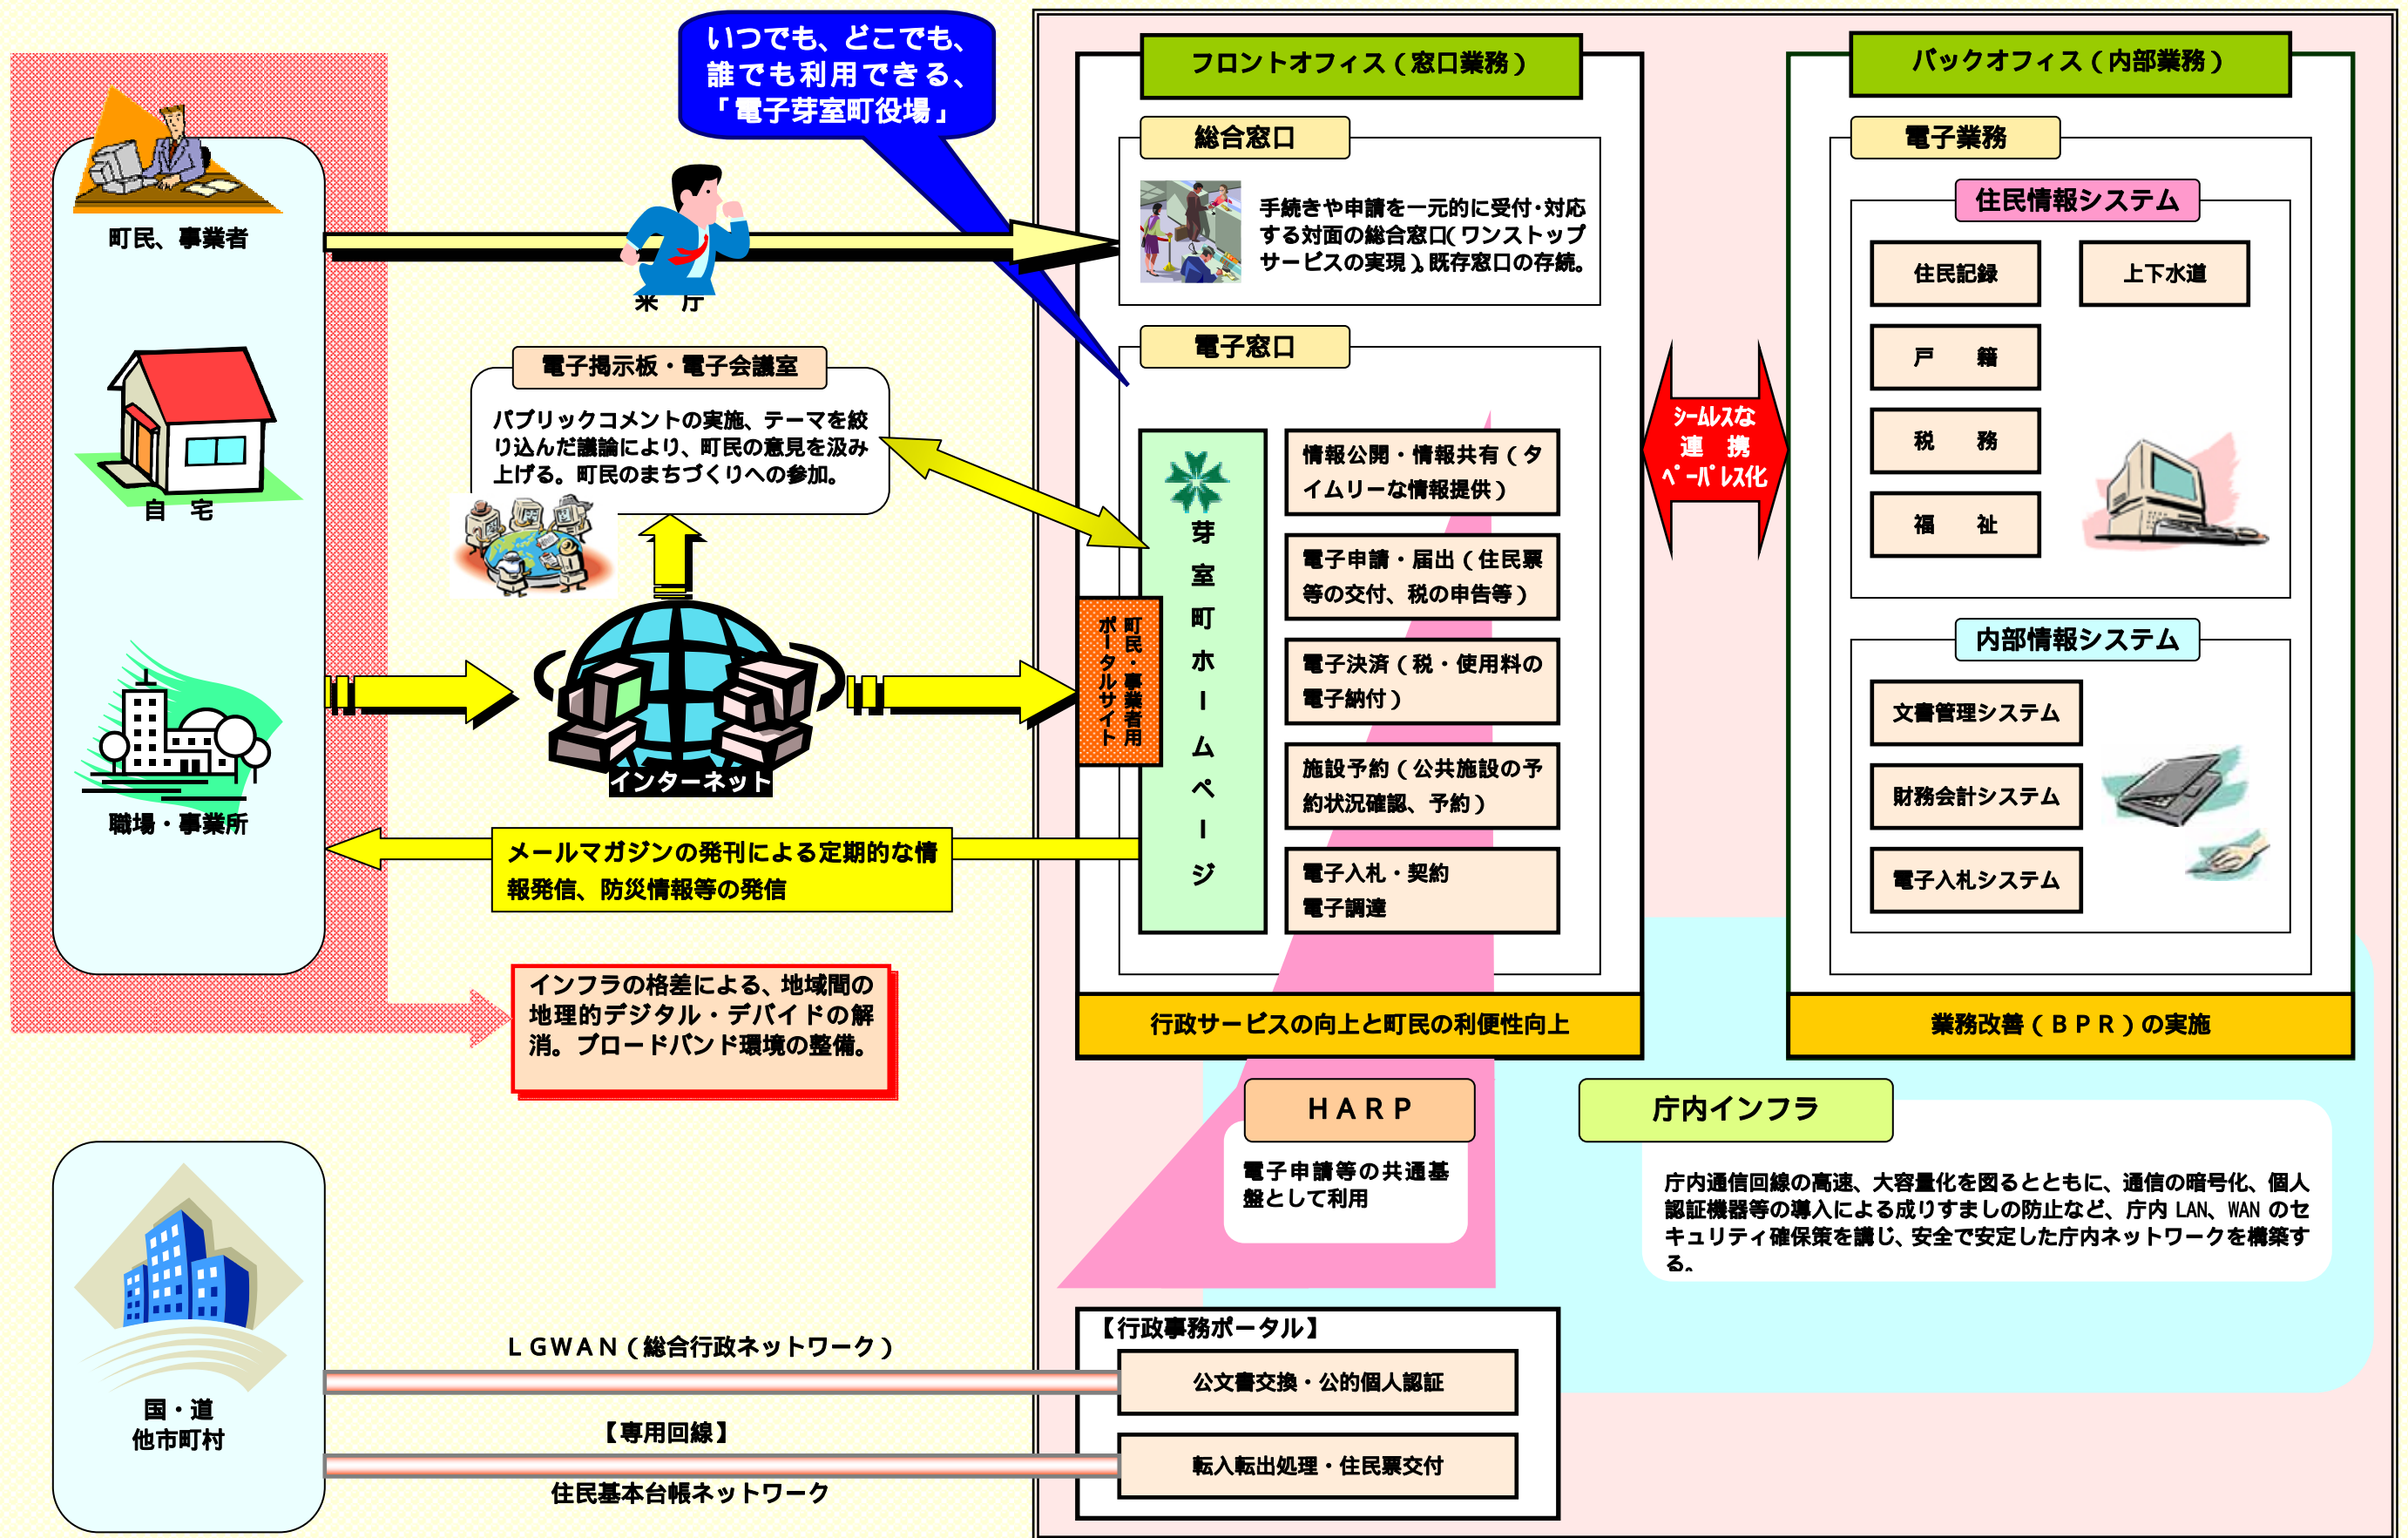 いつでも、どこでも、
誰でも利用できる、
「電子芽室町役場」
町民、事業者
自　宅
職場・事業所
来　庁
電子掲示板・電子会議室
パブリックコメントの実施、テーマを絞
り込んだ議論により、町民の意見を汲み
上げる。町民のまちづくりへの参加。
インターネット
メールマガジンの発刊による定期的な情
報発信、防災情報等の発信
インフラの格差による、地域間の
地理的デジタル・デバイドの解
消。ブロードバンド環境の整備。
フロントオフィス（窓口業務）
総合窓口
手続きや申請を一元的に受付・対応
する対面の総合窓口（ワンストップ
サービスの実現）。既存窓口の存続。
電子窓口
芽室町ホームページ
町民・事業者用
ポータルサイト
情報公開・情報共有（タ
イムリーな情報提供）
電子申請・届出（住民票
等の交付、税の申告等）
電子決済（税・使用料の
電子納付）
施設予約（公共施設の予
約状況確認、予約）
電子入札・契約
電子調達
行政サービスの向上と町民の利便性向上
シームレスな
連　携
ペーパレス化
バックオフィス（内部業務）
電子業務
住民情報システム
住民記録
上下水道
戸　　籍
税　　務
福　　祉
内部情報システム
文書管理システム
財務会計システム
電子入札システム
業務改善（ＢＰＲ）の実施
ＨＡＲＰ
電子申請等の共通基
盤として利用
庁内インフラ
庁内通信回線の高速、大容量化を図るとともに、通信の暗号化、個人
認証機器等の導入による成りすましの防止など、庁内 LAN、WAN のセ
キュリティ確保策を講じ、安全で安定した庁内ネットワークを構築す
る。
国・道
他市町村
ＬＧＷＡＮ（総合行政ネットワーク）
【専用回線】
住民基本台帳ネットワーク
【行政事務ポータル】
公文書交換・公的個人認証
転入転出処理・住民票交付